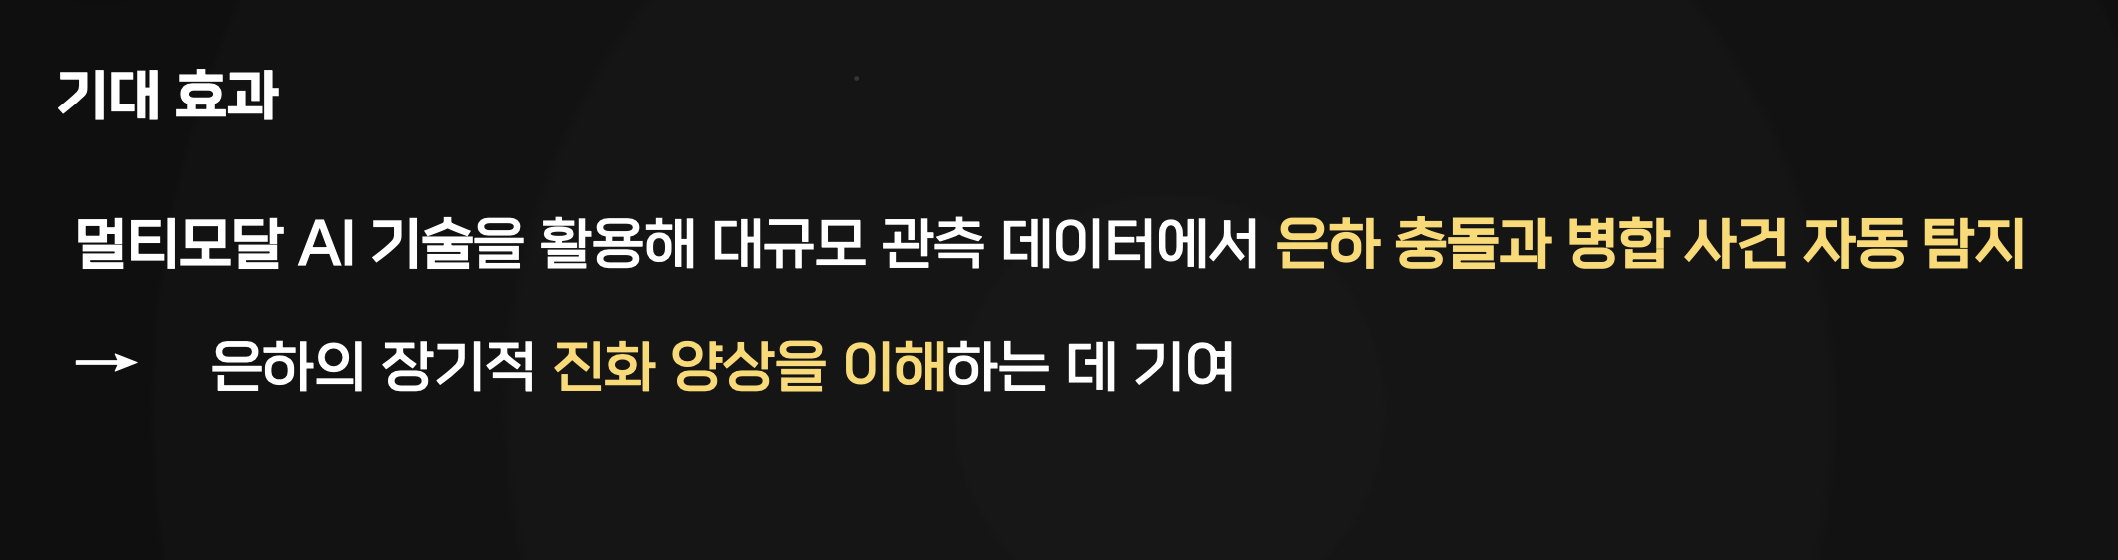 기대 효과
멀티모달 AI 기술을 활용해 대규모 관측 데이터에서 은하 충돌과 병합 사건 자동 탐지
→ 은하의 장기적 진화 양상을 이해하는 데 기여